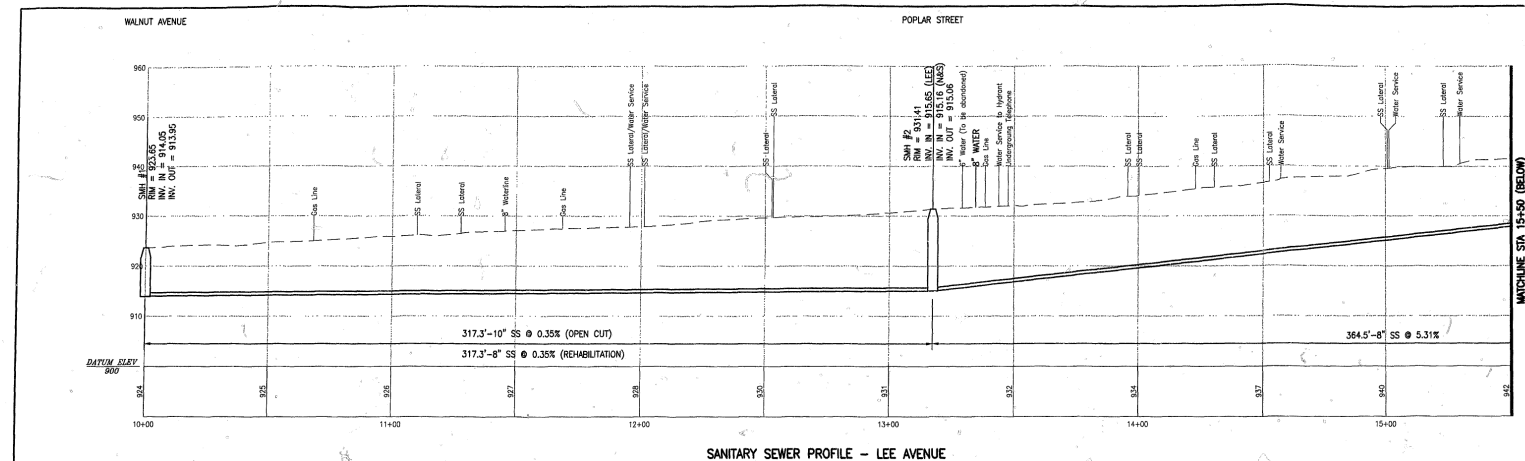 WALNUT AVENUE
POPLAR STREET
960
950
940
930
920
910
SMH #1
RIM = 923.65
INV. IN = 914.05
INV. OUT = 913.95
Gas Line
SS Lateral
SS Lateral
8" Waterline
Gas Line
SS Lateral/Water Service
SS Lateral/Water Service
SS Lateral
SS Lateral
SMH #2
RIM = 931.41
INV. IN = 915.65 (LEE)
INV. IN = 915.16 (N&S)
INV. OUT = 915.06
6" Water (To be abandoned)
8" WATER
Gas Line
Water Service to Hydrant
Underground Telephone
SS Lateral
SS Lateral
Gas Line
SS Lateral
SS Lateral
Water Service
SS Lateral
Water Service
SS Lateral
Water Service
MATCHLINE STA 15+50 (BELOW)
317.3'-10" SS @ 0.35% (OPEN CUT)
317.3'-8" SS @ 0.35% (REHABILITATION)
364.5'-8" SS @ 5.31%
DATUM ELEV
900
924
925
926
927
928
930
931
932
934
937
940
942
10+00
11+00
12+00
13+00
14+00
15+00
SANITARY SEWER PROFILE - LEE AVENUE